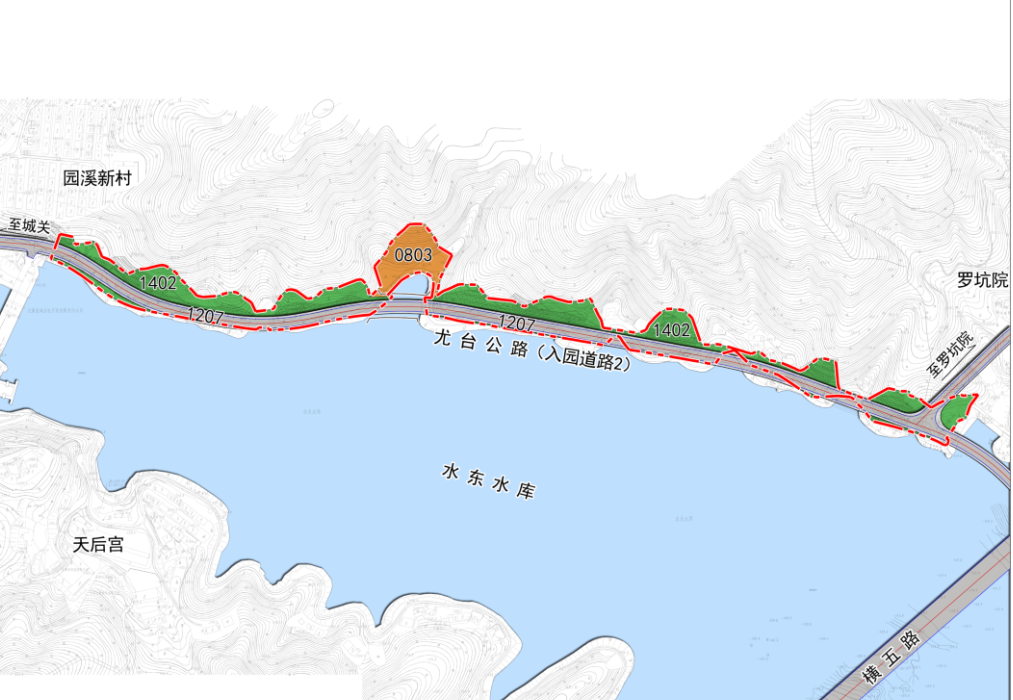 园溪新村
至城关
0803
1402
1207
1207
1402
罗坑院
至罗坑院
尤台公路（入园道路2）
水东水库
天后宫
横五路